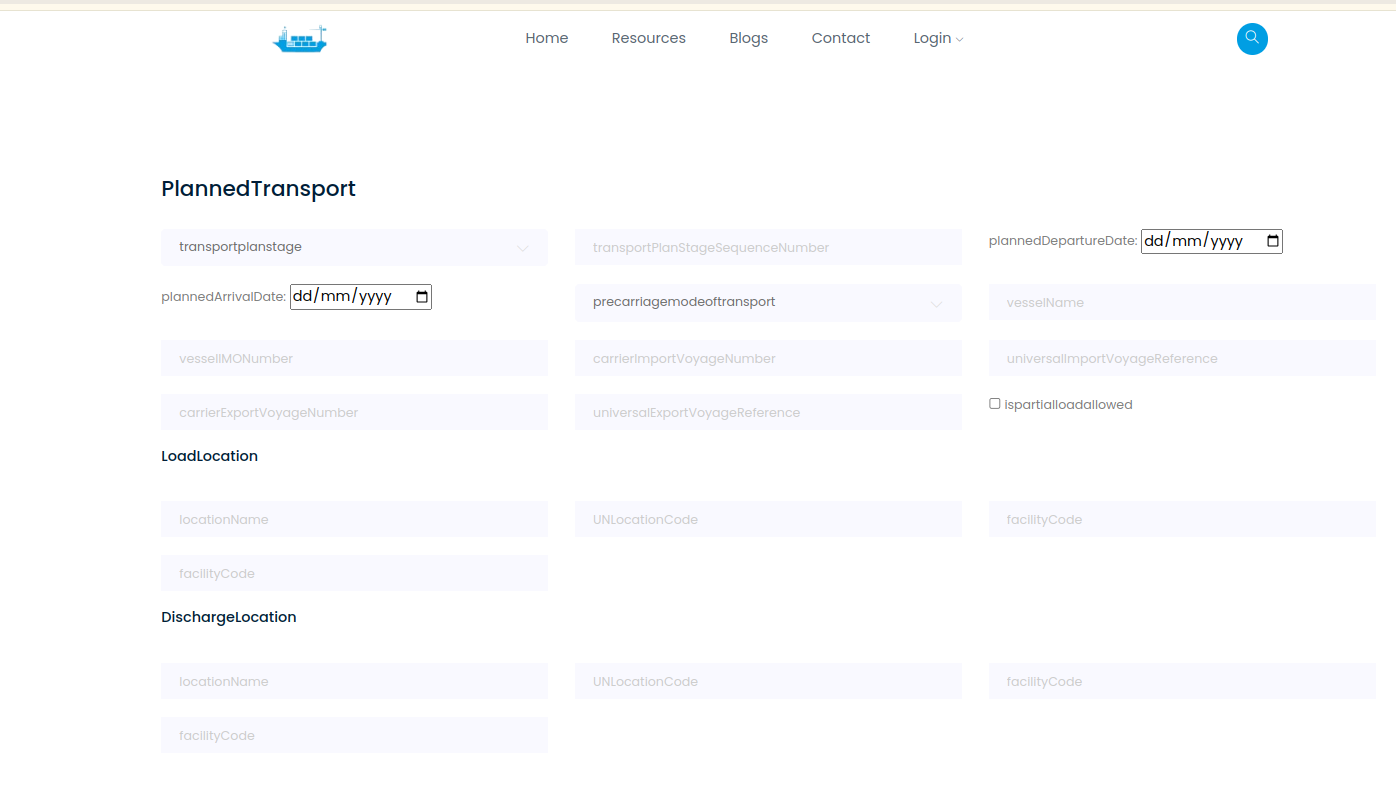 Home Resources Blogs Contact Login
PlannedTransport
transportplanstage transportPlanStageSequenceNumber plannedDepartureDate: dd/mm/yyyy
plannedArrivalDate: dd/mm/yyyy precarriagemodeoftransport vesselName
vesselIMONumber carrierImportVoyageNumber universalImportVoyageReference
carrierExportVoyageNumber universalExportVoyageReference ispartialloadallowed
LoadLocation
locationName UNLocationCode facilityCode
facilityCode
DischargeLocation
locationName UNLocationCode facilityCode
facilityCode